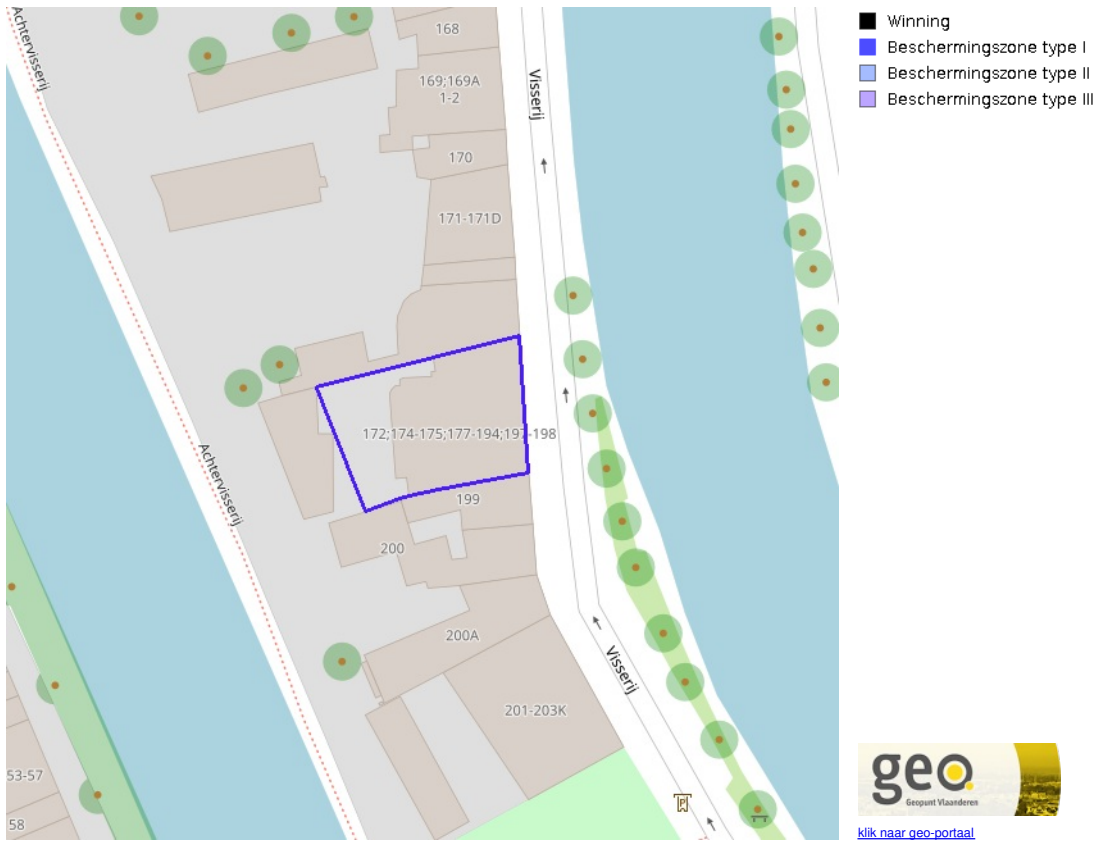 Achtervisserij
168
169;169A
1-2
Visserij
170
171-171D
172;174-175;177-194;197-198
Achtervisserij
199
200
200A
Visserij
201-203K
53-57
58
P
Winning
Beschermingszone type I
Beschermingszone type II
Beschermingszone type III
geo.
Geopunt Vlaanderen
klik naar geo-portaal